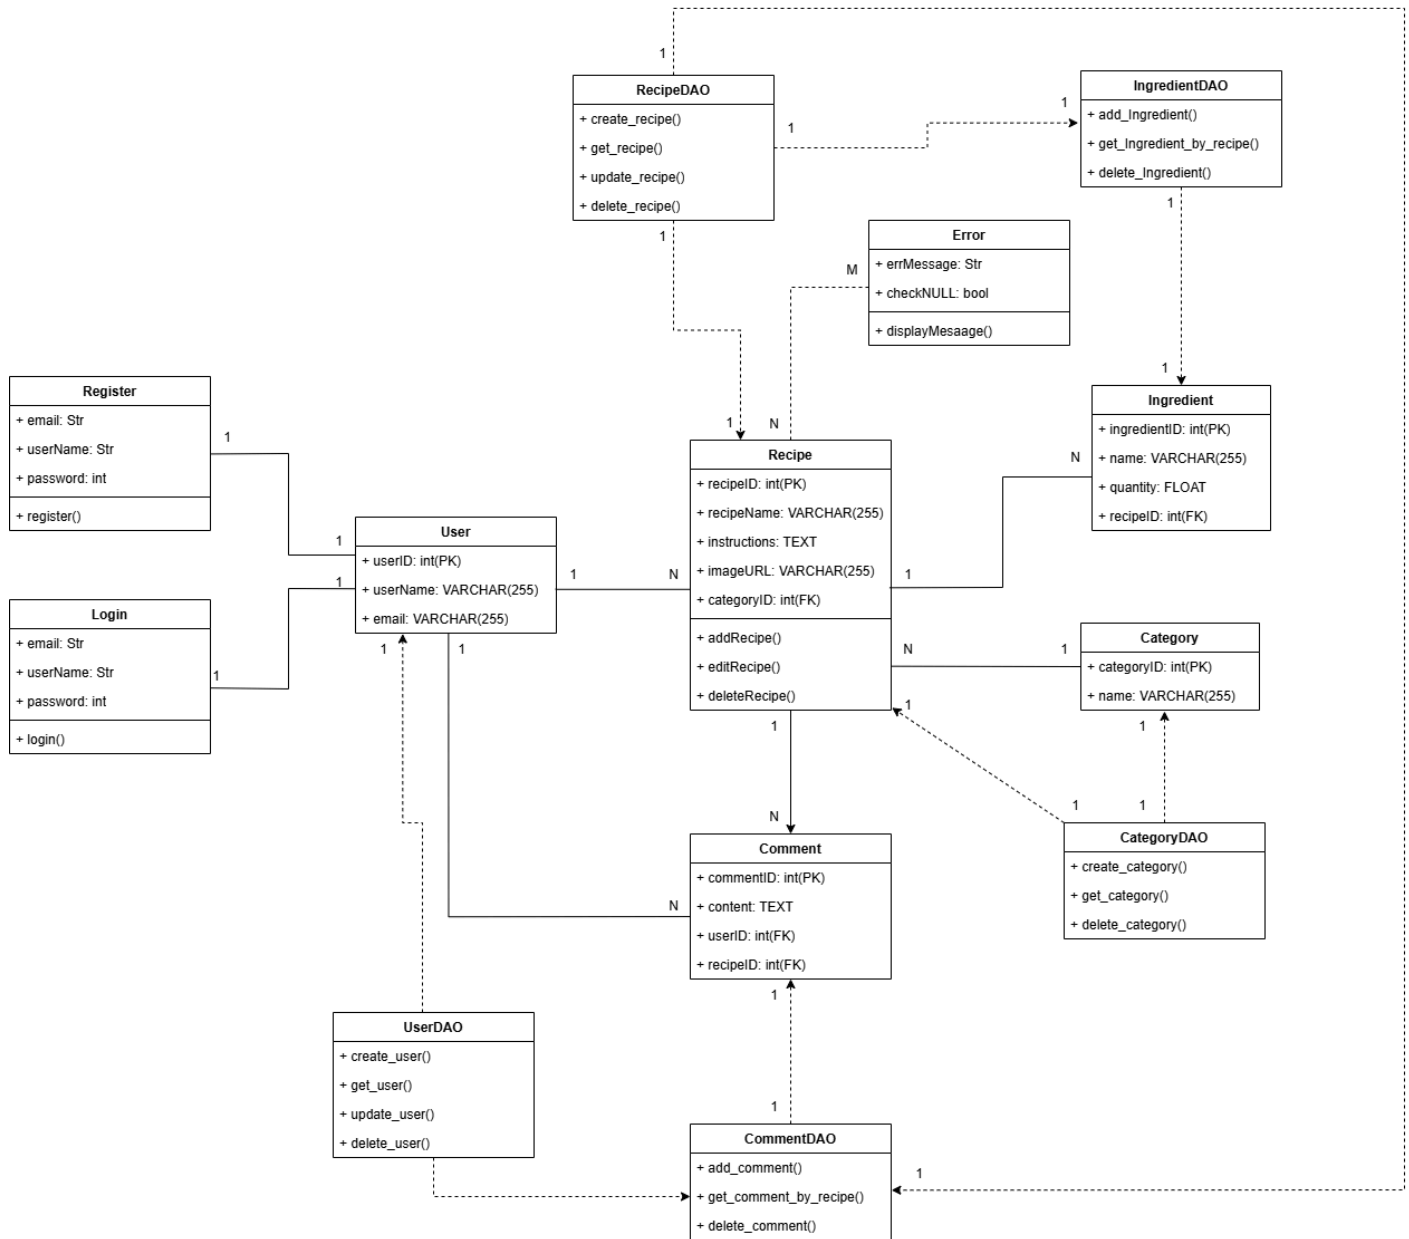 1
RecipeDAO
+ create_recipe()
+ get_recipe()
+ update_recipe()
+ delete_recipe()
1
1
IngredientDAO
+ add_Ingredient()
+ get_Ingredient_by_recipe()
+ delete_Ingredient()
1
1
Error
+ errMessage: Str
+ checkNULL: bool
+ displayMesaage()
M
1
Register
+ email: Str
+ userName: Str
+ password: int
+ register()
1
1
N
Ingredient
+ ingredientID: int(PK)
+ name: VARCHAR(255)
+ quantity: FLOAT
+ recipeID: int(FK)
N
Recipe
+ recipeID: int(PK)
+ recipeName: VARCHAR(255)
+ instructions: TEXT
+ imageURL: VARCHAR(255)
+ categoryID: int(FK)
+ addRecipe()
+ editRecipe()
+ deleteRecipe()
1
User
+ userID: int(PK)
+ userName: VARCHAR(255)
+ email: VARCHAR(255)
1
1
1
N
1
1
Login
+ email: Str
+ userName: Str
+ password: int
+ login()
1
N
1
Category
+ categoryID: int(PK)
+ name: VARCHAR(255)
1
1
1
1
1
CategoryDAO
+ create_category()
+ get_category()
+ delete_category()
N
Comment
+ commentID: int(PK)
+ content: TEXT
+ userID: int(FK)
+ recipeID: int(FK)
N
1
UserDAO
+ create_user()
+ get_user()
+ update_user()
+ delete_user()
1
CommentDAO
+ add_comment()
+ get_comment_by_recipe()
+ delete_comment()
1